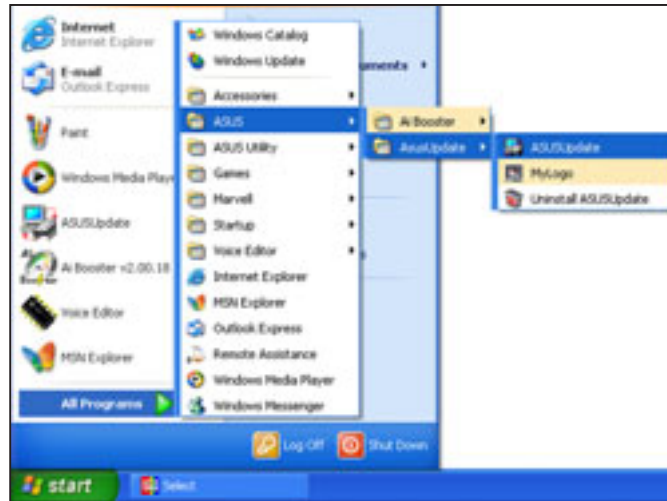 Internet
Internet Explorer
E-mail
Outlook Express
Paint
Windows Media Play
ASUSUpdate
Ai Booster v2.00.18
Voice Editor
MSN Explorer
All Programs
Windows Catalog
Windows Update
Accessories
ASUS
ASUS Utility
Games
Marvell
Startup
Voice Editor
Internet Explorer
MSN Explorer
Outlook Express
Remote Assistance
Windows Media Player
Windows Messenger
uments
Ai Booster
AsusUpdate
ASUSUpdate
MyLogo
Uninstall ASUSUpdate
Log Off
Shut Down
start
Select